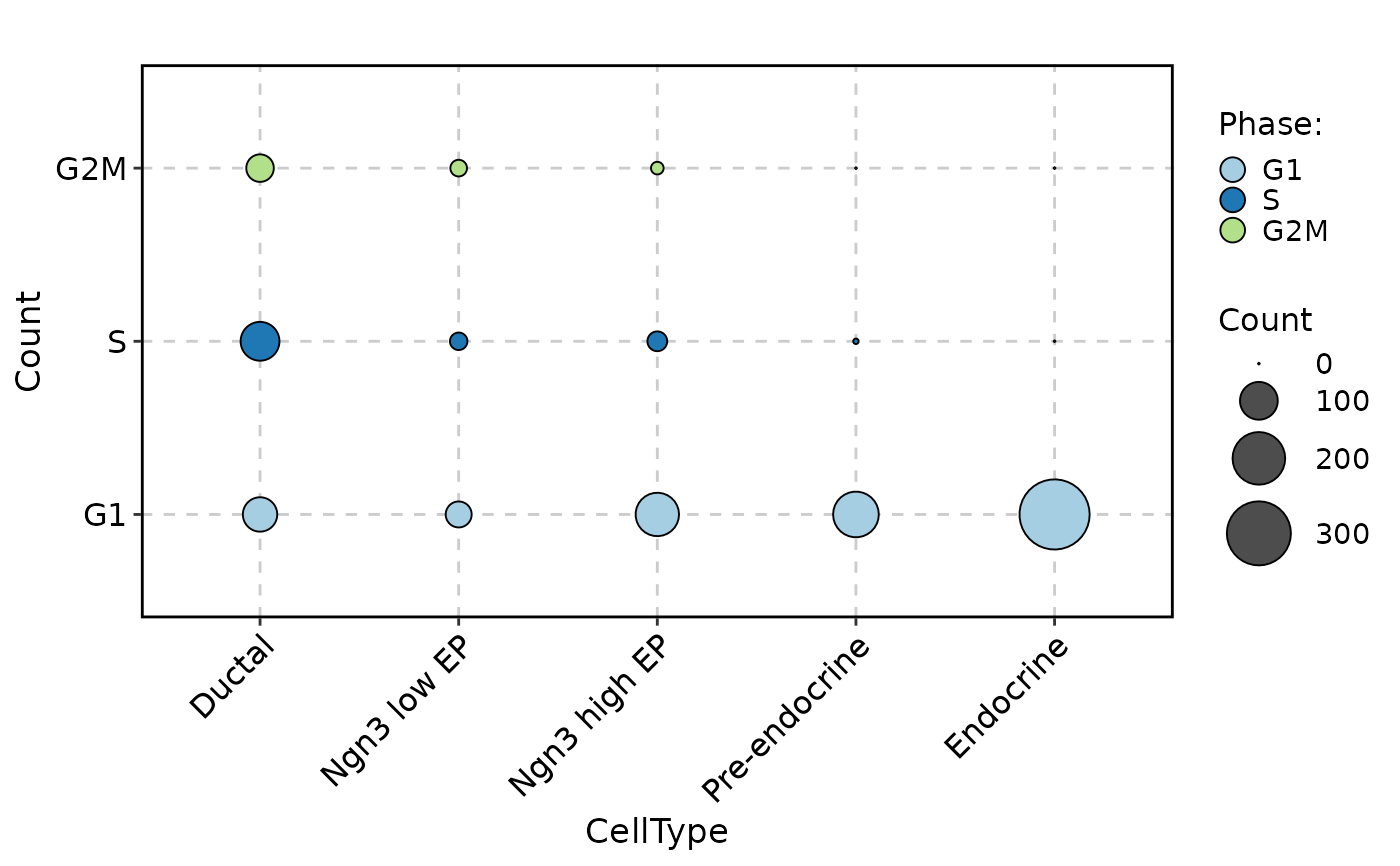 G2M
S
G1
Count
Ductal
Ngn3 low EP
Ngn3 high EP
Pre-endocrine
Endocrine
CellType
Phase:
G1
S
G2M
Count
0
100
200
300